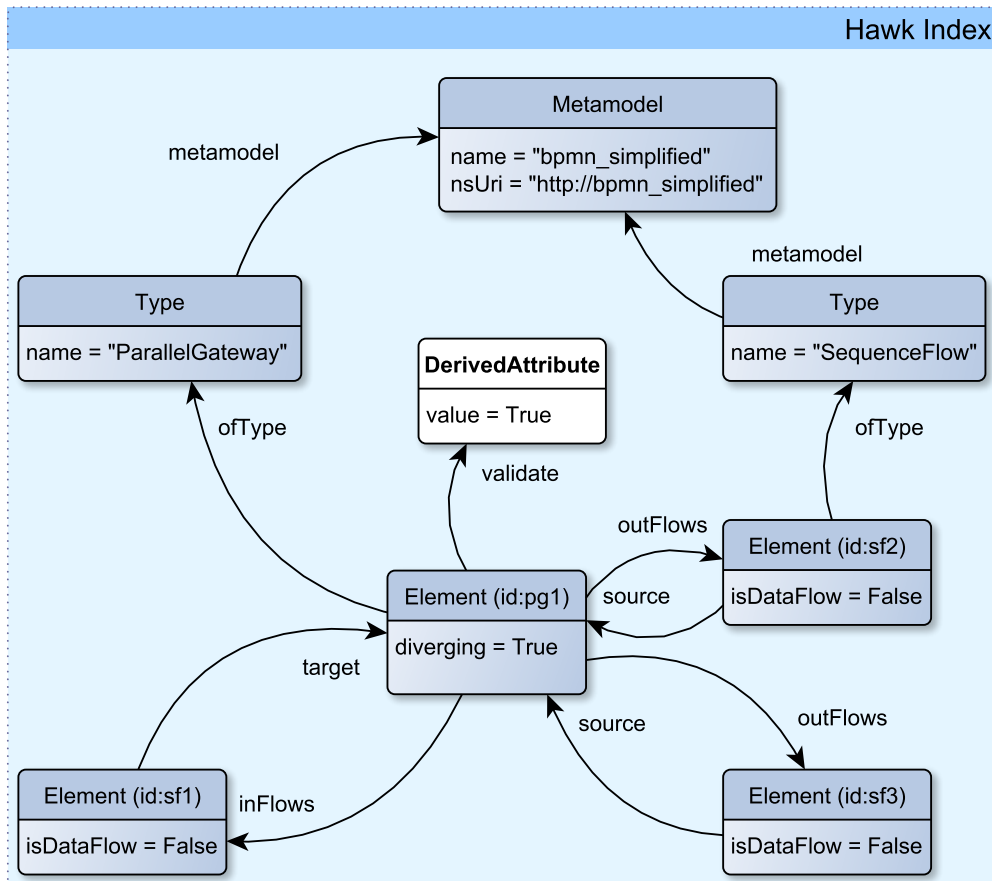 Hawk Index
Metamodel
name = "bpmn_simplified"
nsUri = "http://bpmn_simplified"
metamodel
metamodel
Type
name = "ParallelGateway"
Type
name = "SequenceFlow"
DerivedAttribute
value = True
ofType
ofType
validate
outFlows
Element (id:sf2)
isDataFlow = False
source
Element (id:pg1)
diverging = True
target
source
outFlows
Element (id:sf1)
isDataFlow = False
inFlows
Element (id:sf3)
isDataFlow = False